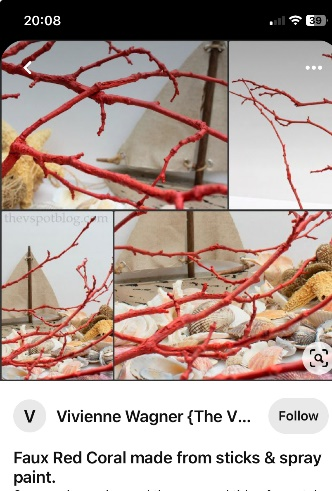 20:08
39
thevspotblog.com
V
Vivienne Wagner {The V...
Follow
Faux Red Coral made from sticks & spray
paint.